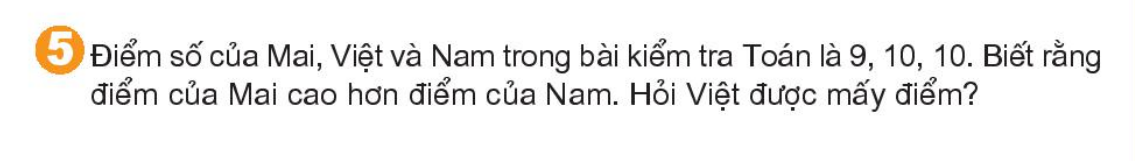 5 Điểm số của Mai, Việt và Nam trong bài kiểm tra Toán là 9, 10, 10. Biết rằng
điểm của Mai cao hơn điểm của Nam. Hỏi Việt được mấy điểm?